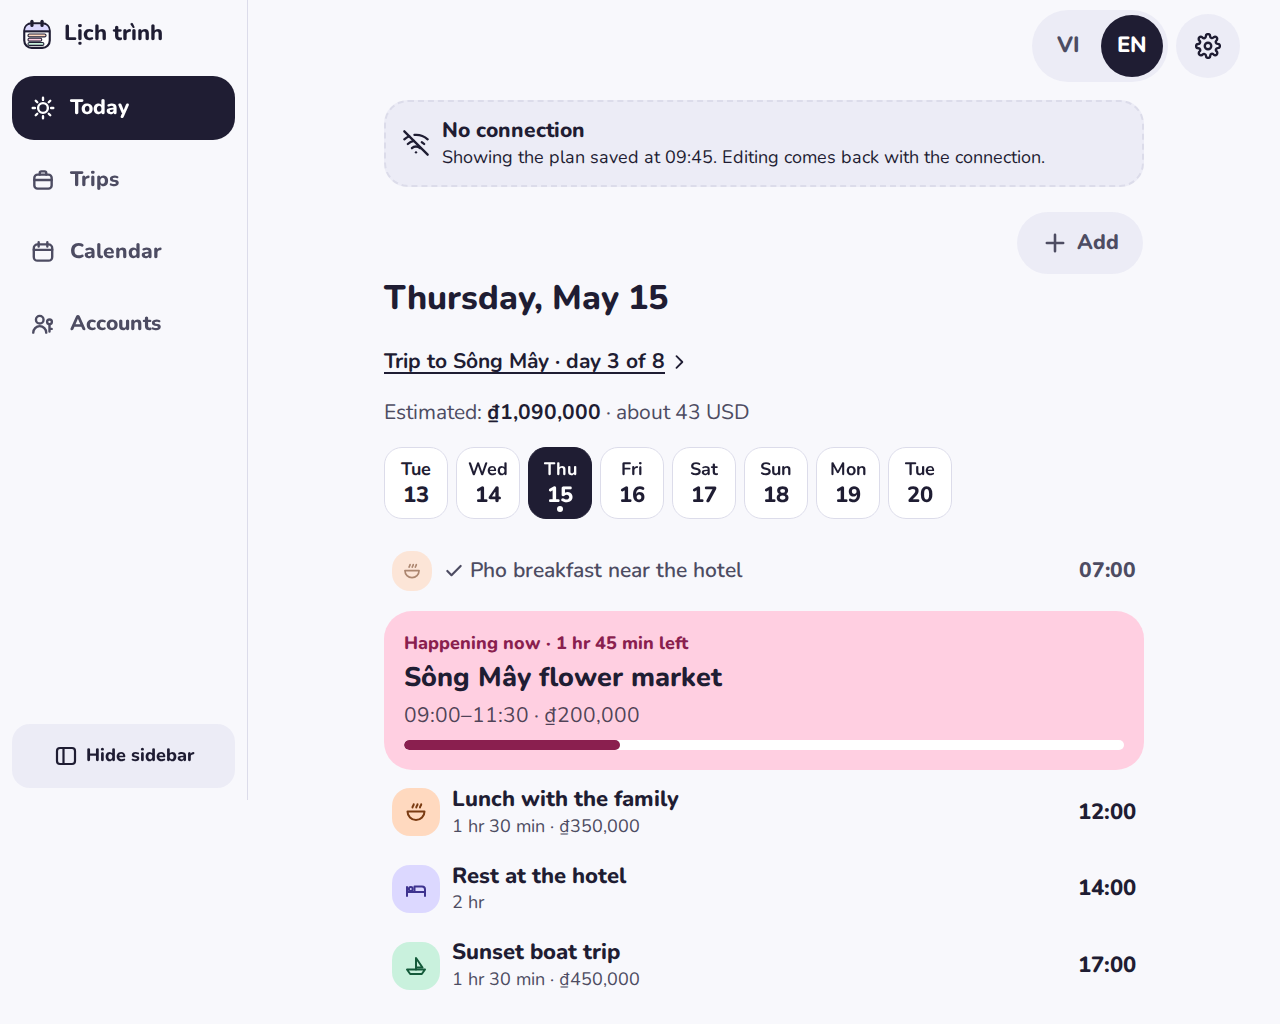 Lịch trình
Today
Trips
Calendar
Accounts
Hide sidebar
VI
EN
No connection
Showing the plan saved at 09:45. Editing comes back with the connection.
Add
Thursday, May 15
Trip to Sông Mây · day 3 of 8
Estimated: ₫1,090,000 · about 43 USD
Tue 13
Wed 14
Thu 15
Fri 16
Sat 17
Sun 18
Mon 19
Tue 20
Pho breakfast near the hotel 07:00
Happening now · 1 hr 45 min left
Sông Mây flower market
09:00–11:30 · ₫200,000
Lunch with the family 12:00
1 hr 30 min · ₫350,000
Rest at the hotel 14:00
2 hr
Sunset boat trip 17:00
1 hr 30 min · ₫450,000